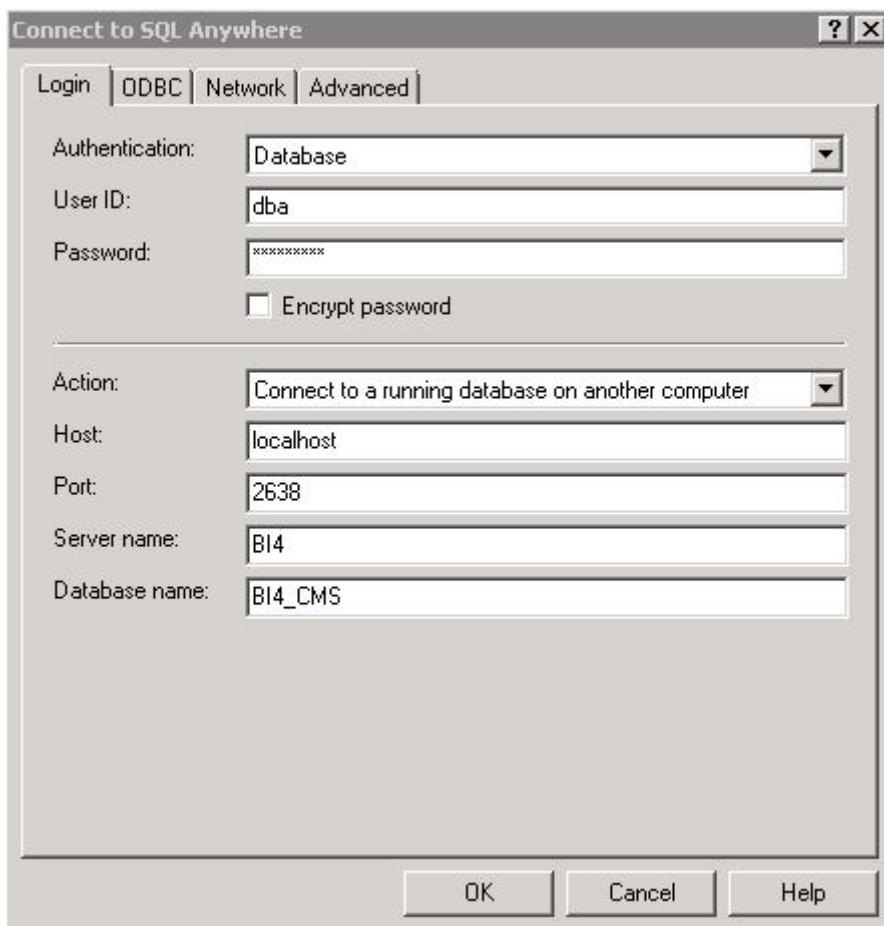 Connect to SQL Anywhere
Login ODBC Network Advanced
Authentication: Database
User ID: dba
Password: *********
Encrypt password
Action: Connect to a running database on another computer
Host: localhost
Port: 2638
Server name: BI4
Database name: BI4_CMS
OK Cancel Help